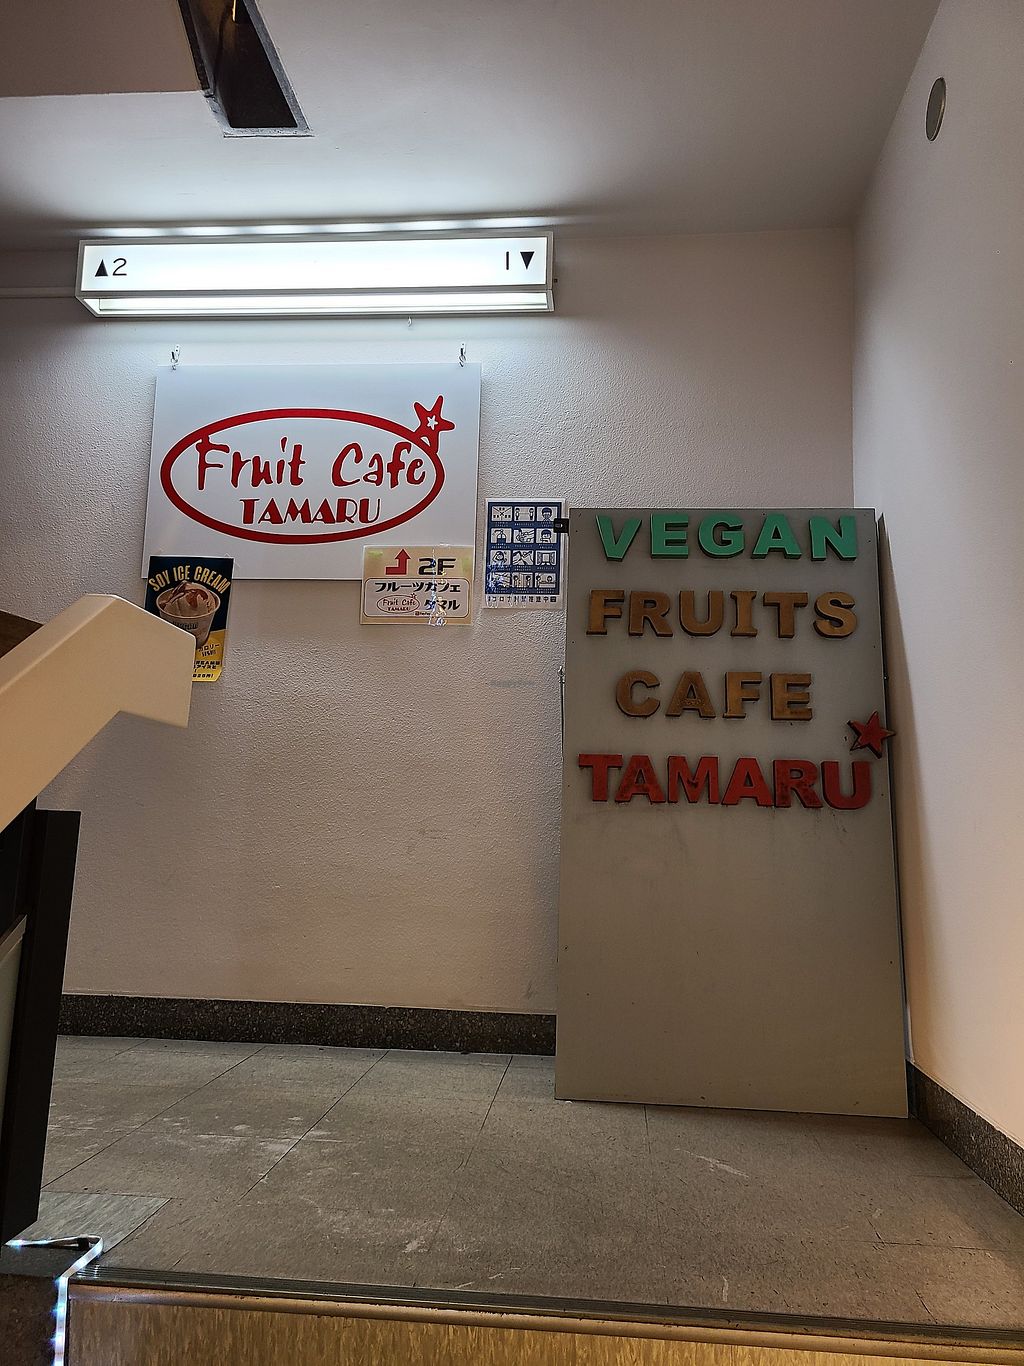 ▲2 1▼
Fruit Cafe
TAMARU
SOY ICE CREAM
2F
フルーツカフェ
Fruit Cafe
TAMARU
タマル
VEGAN
FRUITS
CAFE
TAMARU